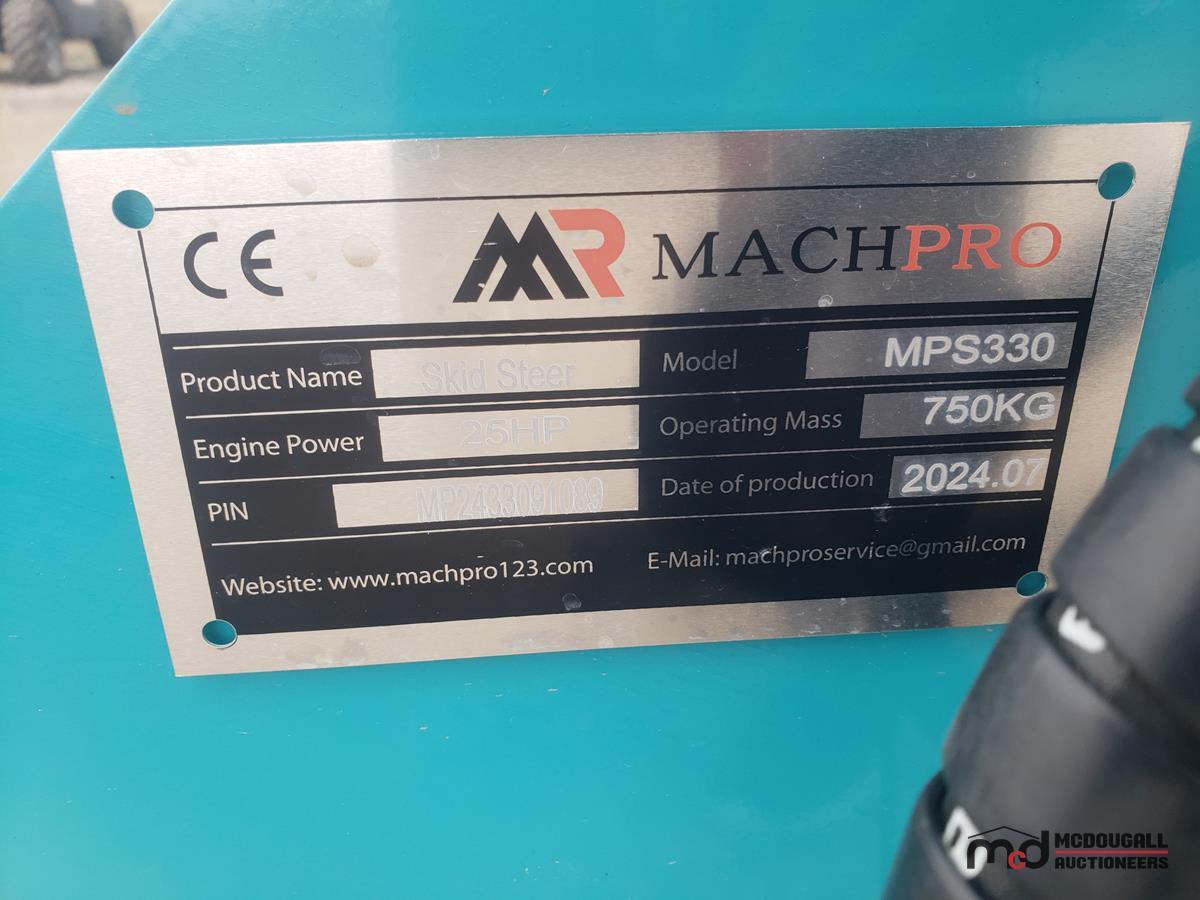 CE MR MACHPRO
Product Name Skid Steer Model MPS330
Engine Power 25HP Operating Mass 750KG
PIN MP2433091089 Date of production 2024.07
Website: www.machpro123.com E-Mail: machproservice@gmail.com
mcd MCDOUGALL
AUCTIONEERS